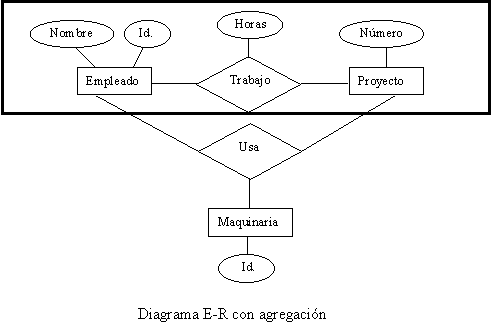 Nombre
Id.
Horas
Número
Empleado
Trabajo
Proyecto
Usa
Maquinaria
Id.
Diagrama E-R con agregación